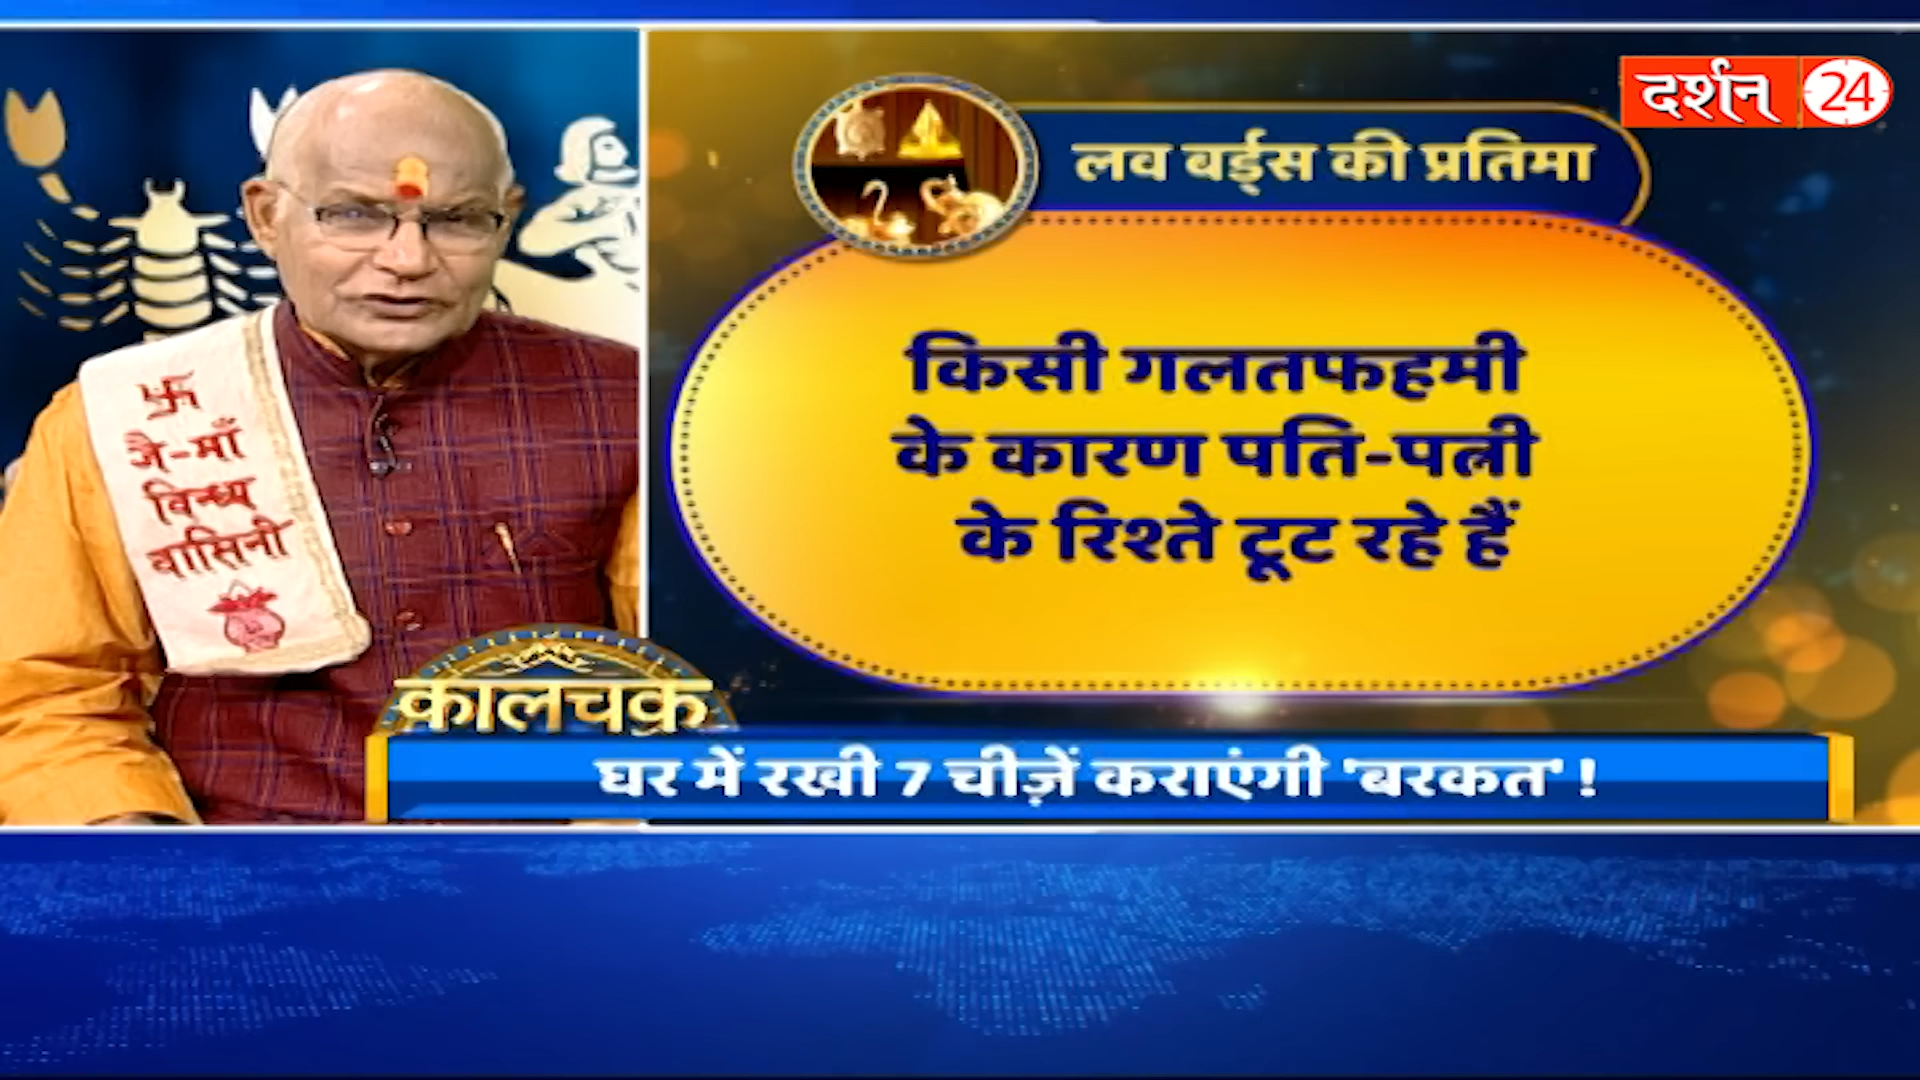 दर्शन 24
लव बर्ड्स की प्रतिमा
किसी गलतफहमी
के कारण पति-पत्नी
के रिश्ते टूट रहे हैं
जै-माँ
विन्ध्य
वासिनी
कालचक्र
घर में रखी 7 चीज़ें कराएंगी 'बरकत' !